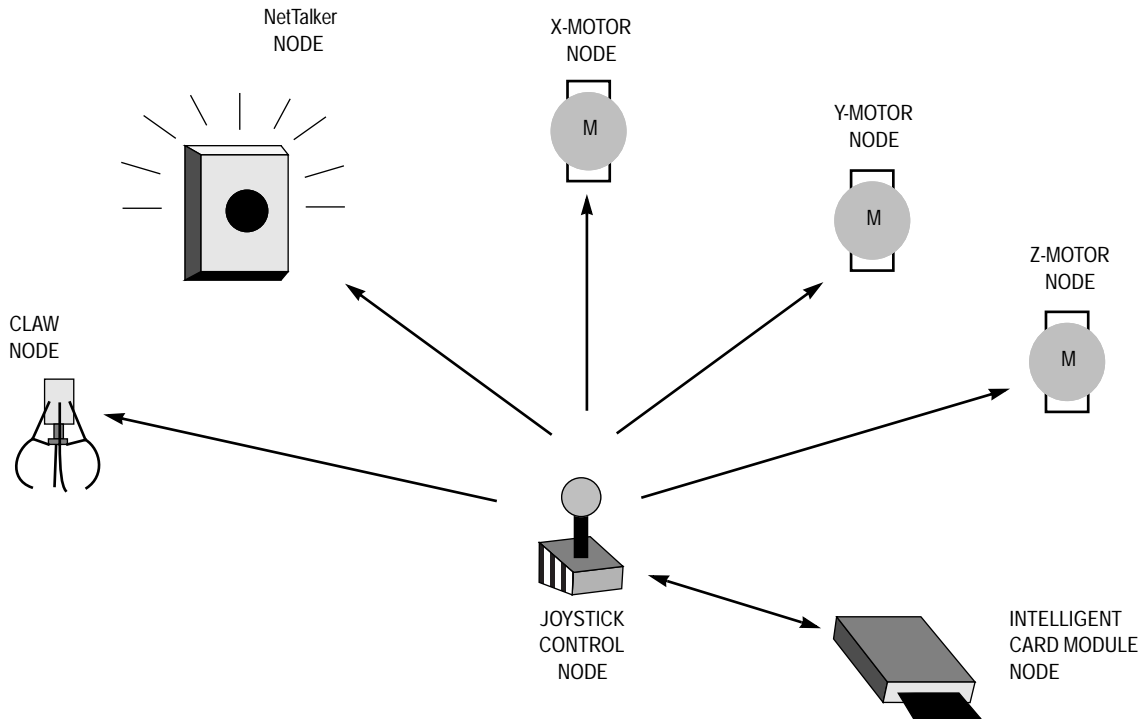 NetTalker
NODE
X-MOTOR
NODE
M
Y-MOTOR
NODE
M
Z-MOTOR
NODE
M
CLAW
NODE
JOYSTICK
CONTROL
NODE
INTELLIGENT
CARD MODULE
NODE